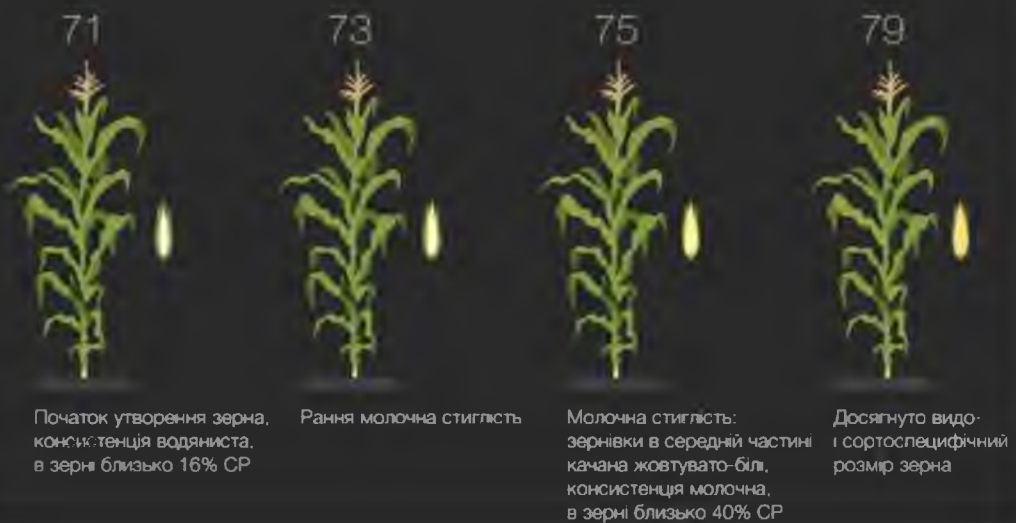 71
73
75
79
Початок утворення зерна,
консистенція водяниста,
в зерні близько 16% СР
Рання молочна стиглість
Молочна стиглість:
зернівки в середній частині
качана жовтувато-білі,
консистенція молочна,
в зерні близько 40% СР
Досягнуто видо-
і сортоспецифічний
розмір зерна